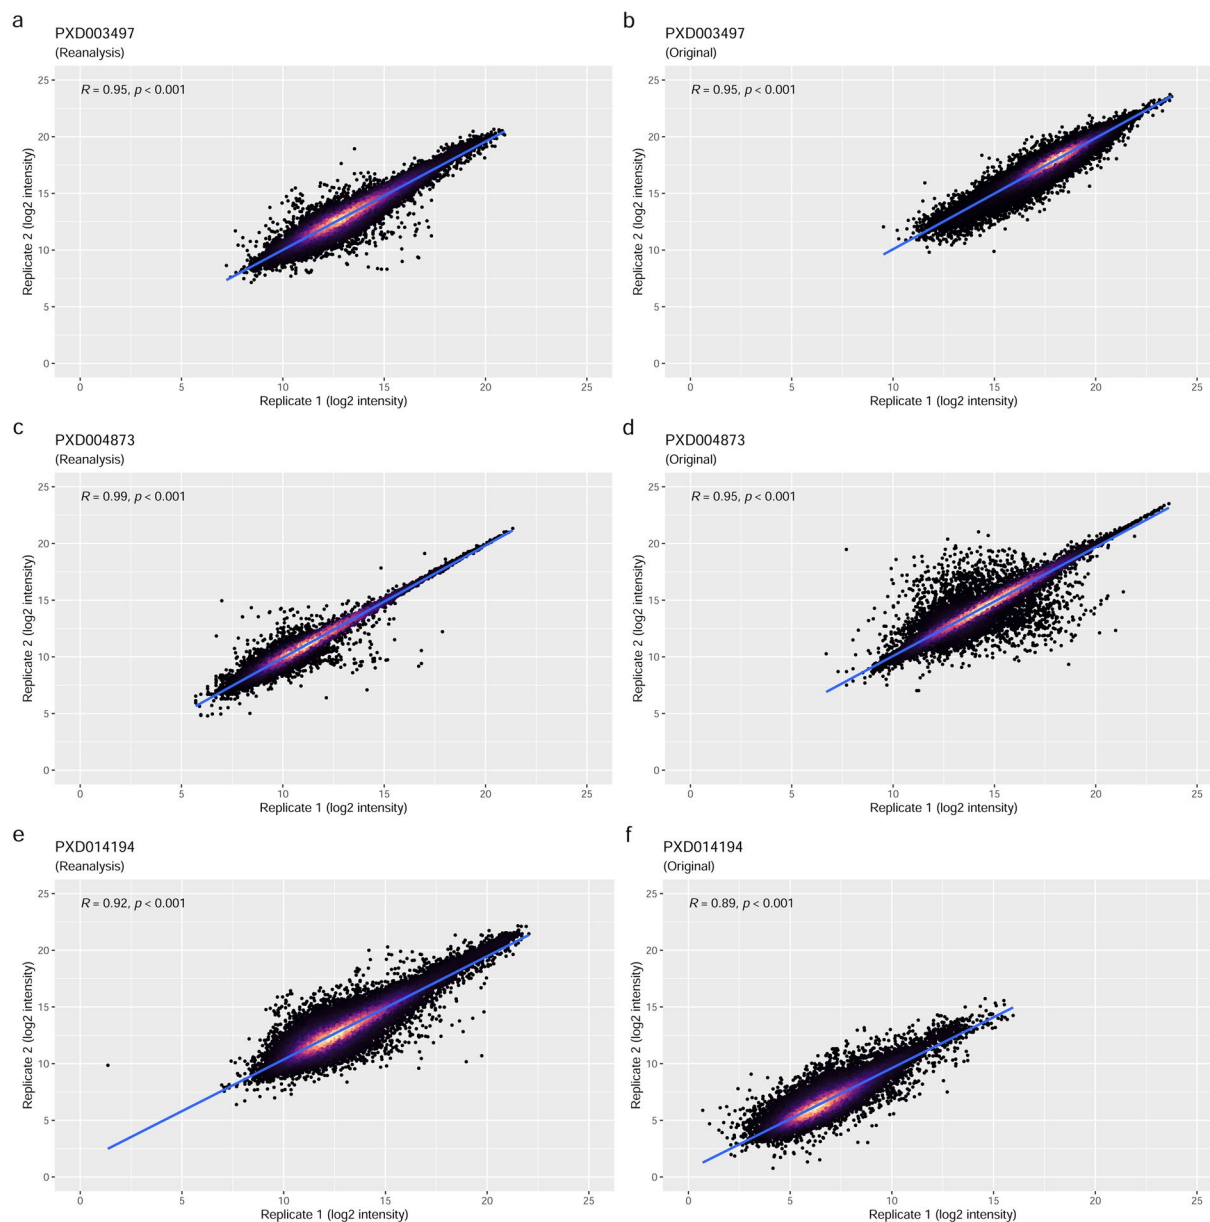 a
PXD003497
(Reanalysis)
R = 0.95, p < 0.001
25
20
15
10
5
0
Replicate 2 (log2 intensity)
0 5 10 15 20 25
Replicate 1 (log2 intensity)
b
PXD003497
(Original)
R = 0.95, p < 0.001
25
20
15
10
5
0
Replicate 2 (log2 intensity)
0 5 10 15 20 25
Replicate 1 (log2 intensity)
c
PXD004873
(Reanalysis)
R = 0.99, p < 0.001
25
20
15
10
5
0
Replicate 2 (log2 intensity)
0 5 10 15 20 25
Replicate 1 (log2 intensity)
d
PXD004873
(Original)
R = 0.95, p < 0.001
25
20
15
10
5
0
Replicate 2 (log2 intensity)
0 5 10 15 20 25
Replicate 1 (log2 intensity)
e
PXD014194
(Reanalysis)
R = 0.92, p < 0.001
25
20
15
10
5
0
Replicate 2 (log2 intensity)
0 5 10 15 20 25
Replicate 1 (log2 intensity)
f
PXD014194
(Original)
R = 0.89, p < 0.001
25
20
15
10
5
0
Replicate 2 (log2 intensity)
0 5 10 15 20 25
Replicate 1 (log2 intensity)